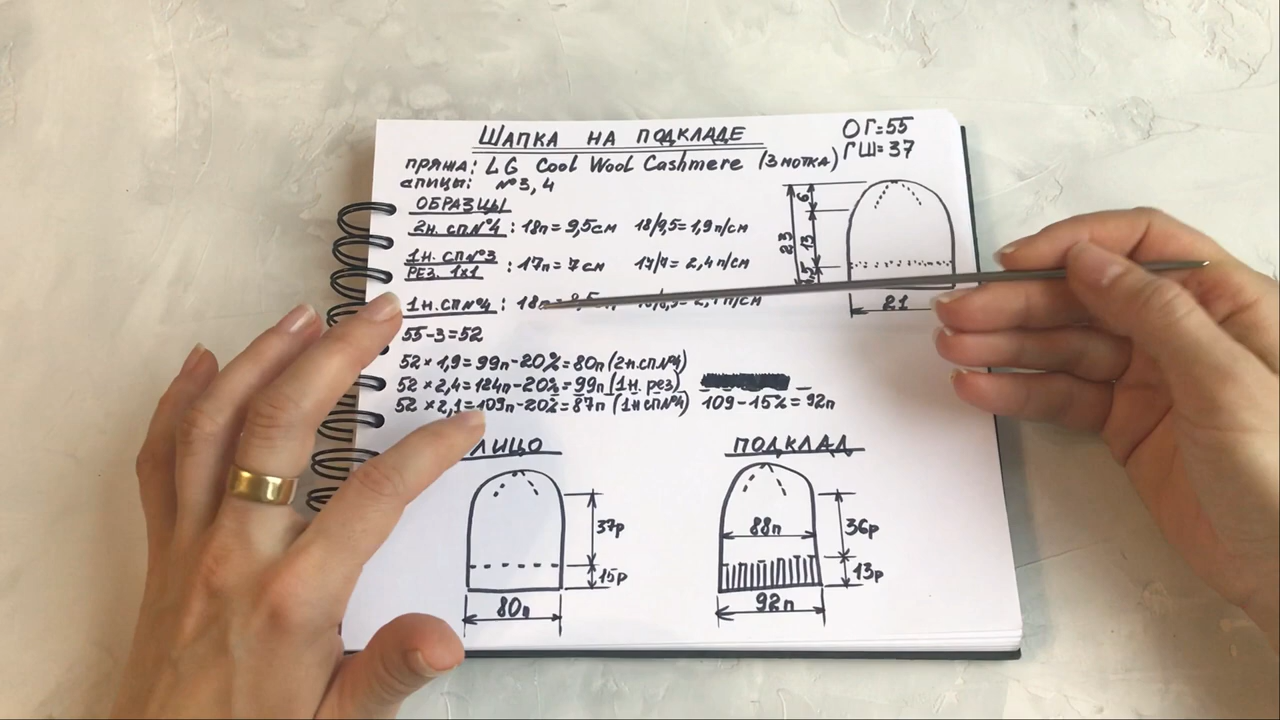 ШАПКА НА ПОДКЛАДЕ
ОГ=55
ГШ=37
ПРЯЖА: LG Cool Wool Cashmere (3 МОТКА)
СПИЦЫ: №3,4
ОБРАЗЦЫ
2Н. СП№4: 18п=9,5см 18/9,5=1,9п/см
1Н. СП№3
РЕЗ. 1х1: 17п=7см 17/7=2,4п/см
1Н.СП№4: 18п
55-3=52
52×1,9=99п-20%=80п (2н.сп№4)
52×2,4=124п-20%=99п (1н. рез)
52×2,1=109п-20%=87п (1нсп№4) 109-15%=92п
6
13
23
21
ЛИЦО
37р
15р
80п
ПОДКЛАД
88п
36р
13р
92п